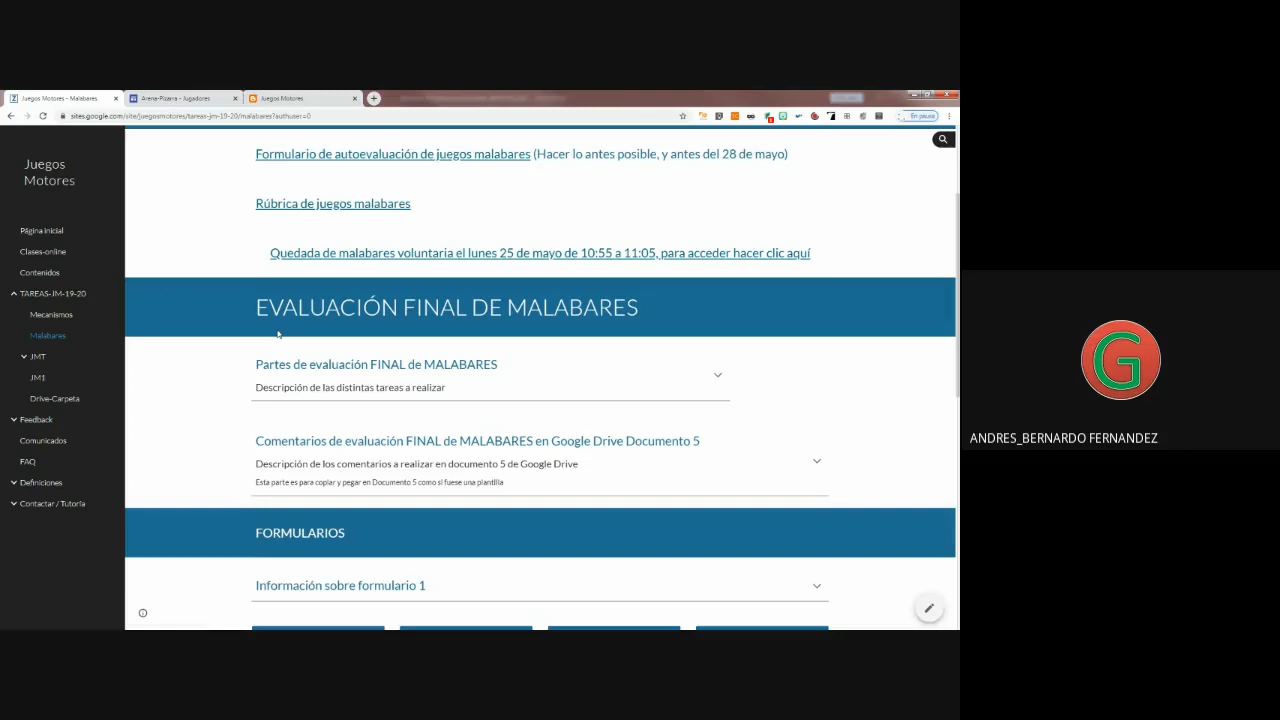 Juegos Motores - Malabares
Arena-Pizarra - Jugadores
Juegos Motores
sites.google.com/site/juegosmotores/tareas-jm-19-20/malabares?authuser=0
En pausa
Juegos
Motores
Página inicial
Clases-online
Contenidos
TAREAS-JM-19-20
Mecanismos
Malabares
JMT
JM1
Drive-Carpeta
Feedback
Comunicados
FAQ
Definiciones
Contactar / Tutoría
Formulario de autoevaluación de juegos malabares (Hacer lo antes posible, y antes del 28 de mayo)
Rúbrica de juegos malabares
Quedada de malabares voluntaria el lunes 25 de mayo de 10:55 a 11:05, para acceder hacer clic aquí
EVALUACIÓN FINAL DE MALABARES
Partes de evaluación FINAL de MALABARES
Descripción de las distintas tareas a realizar
Comentarios de evaluación FINAL de MALABARES en Google Drive Documento 5
Descripción de los comentarios a realizar en documento 5 de Google Drive
Esta parte es para copiar y pegar en Documento 5 como si fuese una plantilla
FORMULARIOS
Información sobre formulario 1
G
ANDRES_BERNARDO FERNANDEZ